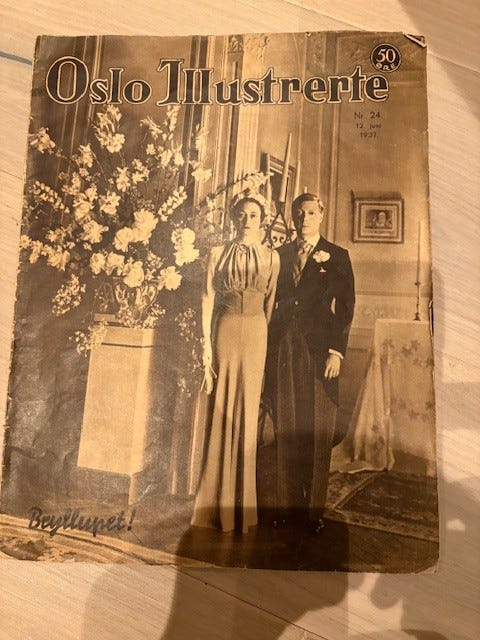 Oslo Illustrerte
50
ØRE
Nr. 24.
12. juni
1937.
Bryllupet!